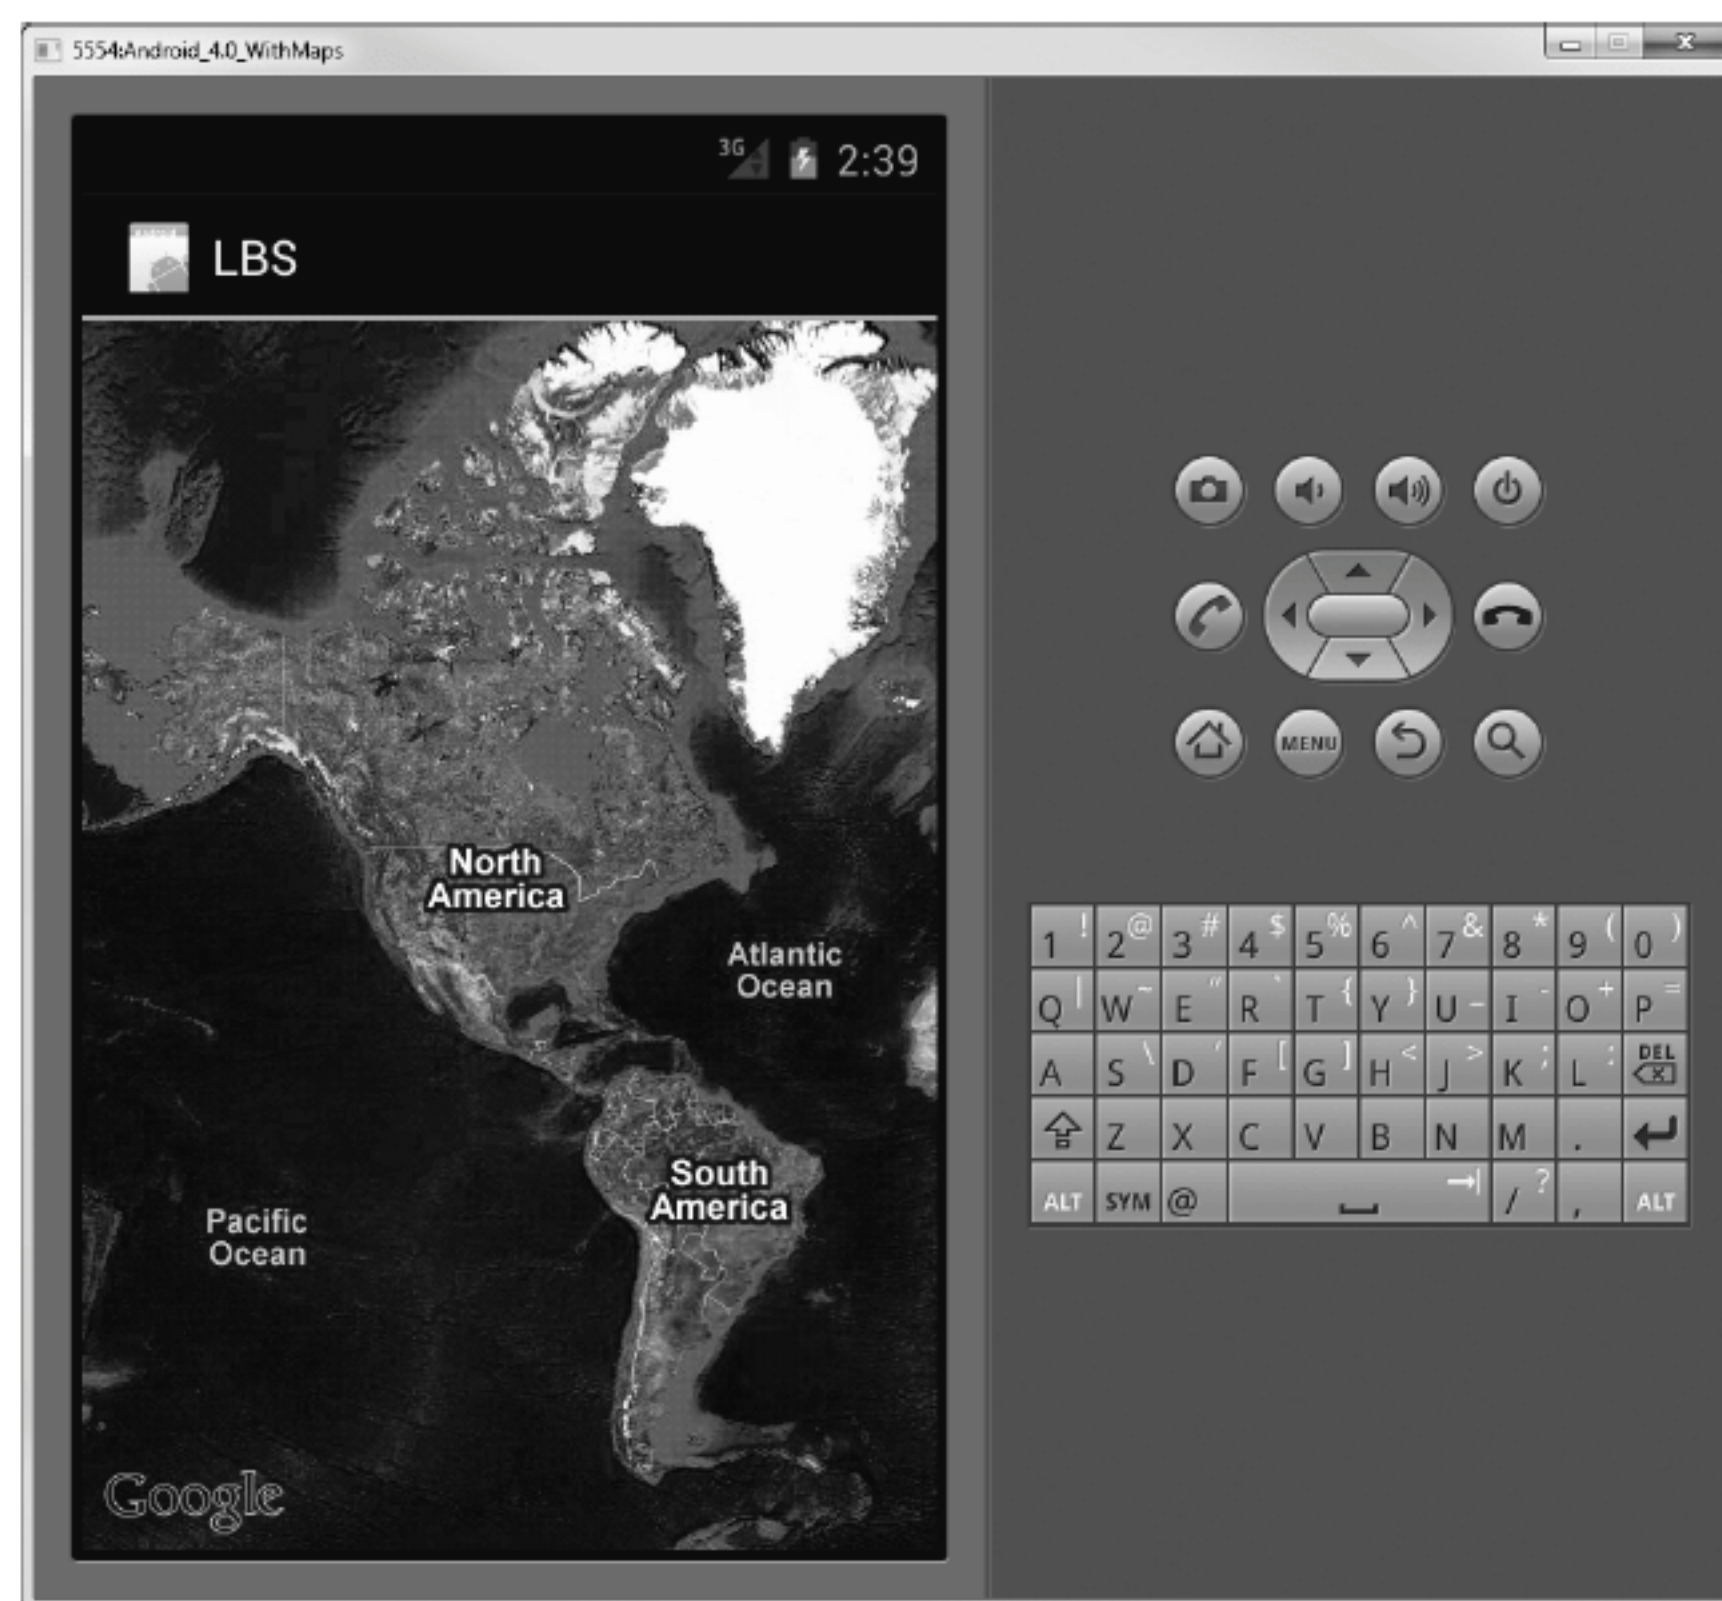 5554:Android_4.0_WithMaps
3G 2:39
LBS
North
America
Atlantic
Ocean
South
America
Pacific
Ocean
Google
MENU
1 ! 2 @ 3 # 4 $ 5 % 6 ^ 7 & 8 * 9 ( 0 )
Q | W ~ E " R ` T { Y } U _ I - O + P =
A S \ D ' F [ G ] H < J > K ; L : DEL
Z X C V B N M .
ALT SYM @ / ? , ALT